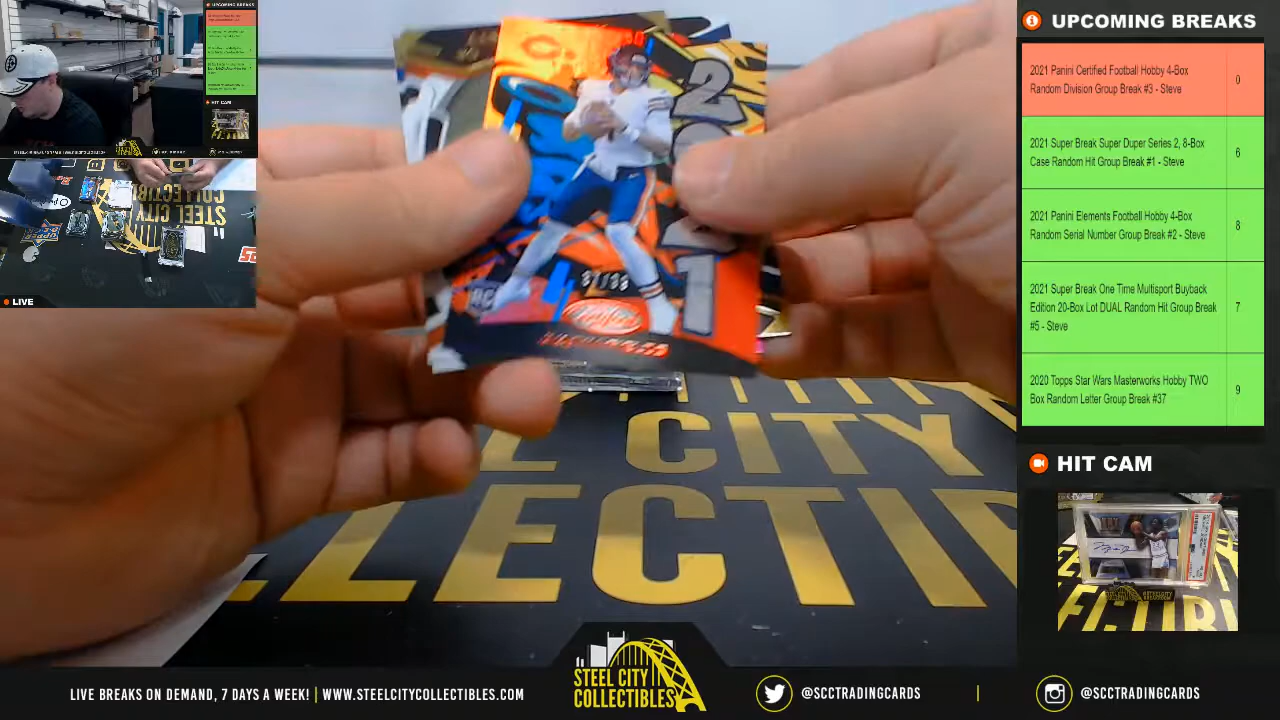 UPCOMING BREAKS
2021 Panini Certified Football Hobby 4-Box
Random Division Group Break #3 - Steve
0
2021 Super Break Super Duper Series 2, 8-Box
Case Random Hit Group Break #1 - Steve
6
2021 Panini Elements Football Hobby 4-Box
Random Serial Number Group Break #2 - Steve
8
2021 Super Break One Time Multisport Buyback
Edition 20-Box Lot DUAL Random Hit Group Break
#5 - Steve
7
2020 Topps Star Wars Masterworks Hobby TWO
Box Random Letter Group Break #37
9
HIT CAM
LIVE
2
1
L CITY
LLECTI
STEEL CITY
COLLECTIBLES
LIVE BREAKS ON DEMAND, 7 DAYS A WEEK! | WWW.STEELCITYCOLLECTIBLES.COM
@SCCTRADINGCARDS
@SCCTRADINGCARDS